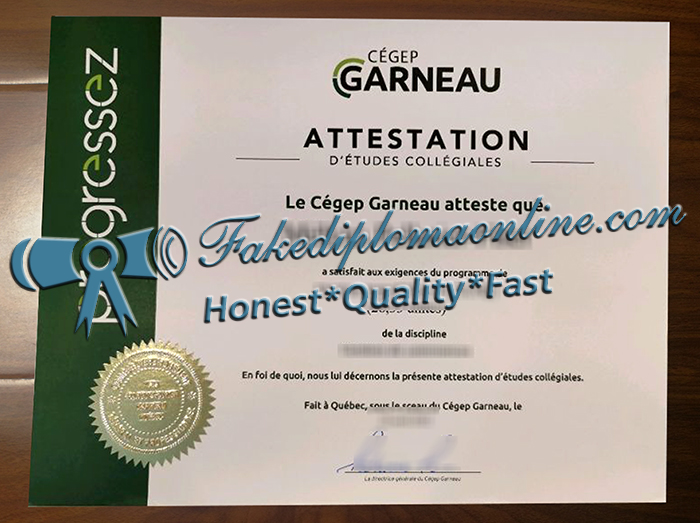 progressez
CÉGEP
GARNEAU
ATTESTATION
D'ÉTUDES COLLÉGIALES
Le Cégep Garneau atteste que
Fakediplomaonline.com
a satisfait aux exigences du programme de
Honest*Quality*Fast
de la discipline
En foi de quoi, nous lui décernons la présente attestation d'études collégiales.
Fait à Québec, sous le sceau du Cégep Garneau, le
La directrice générale du Cégep Garneau